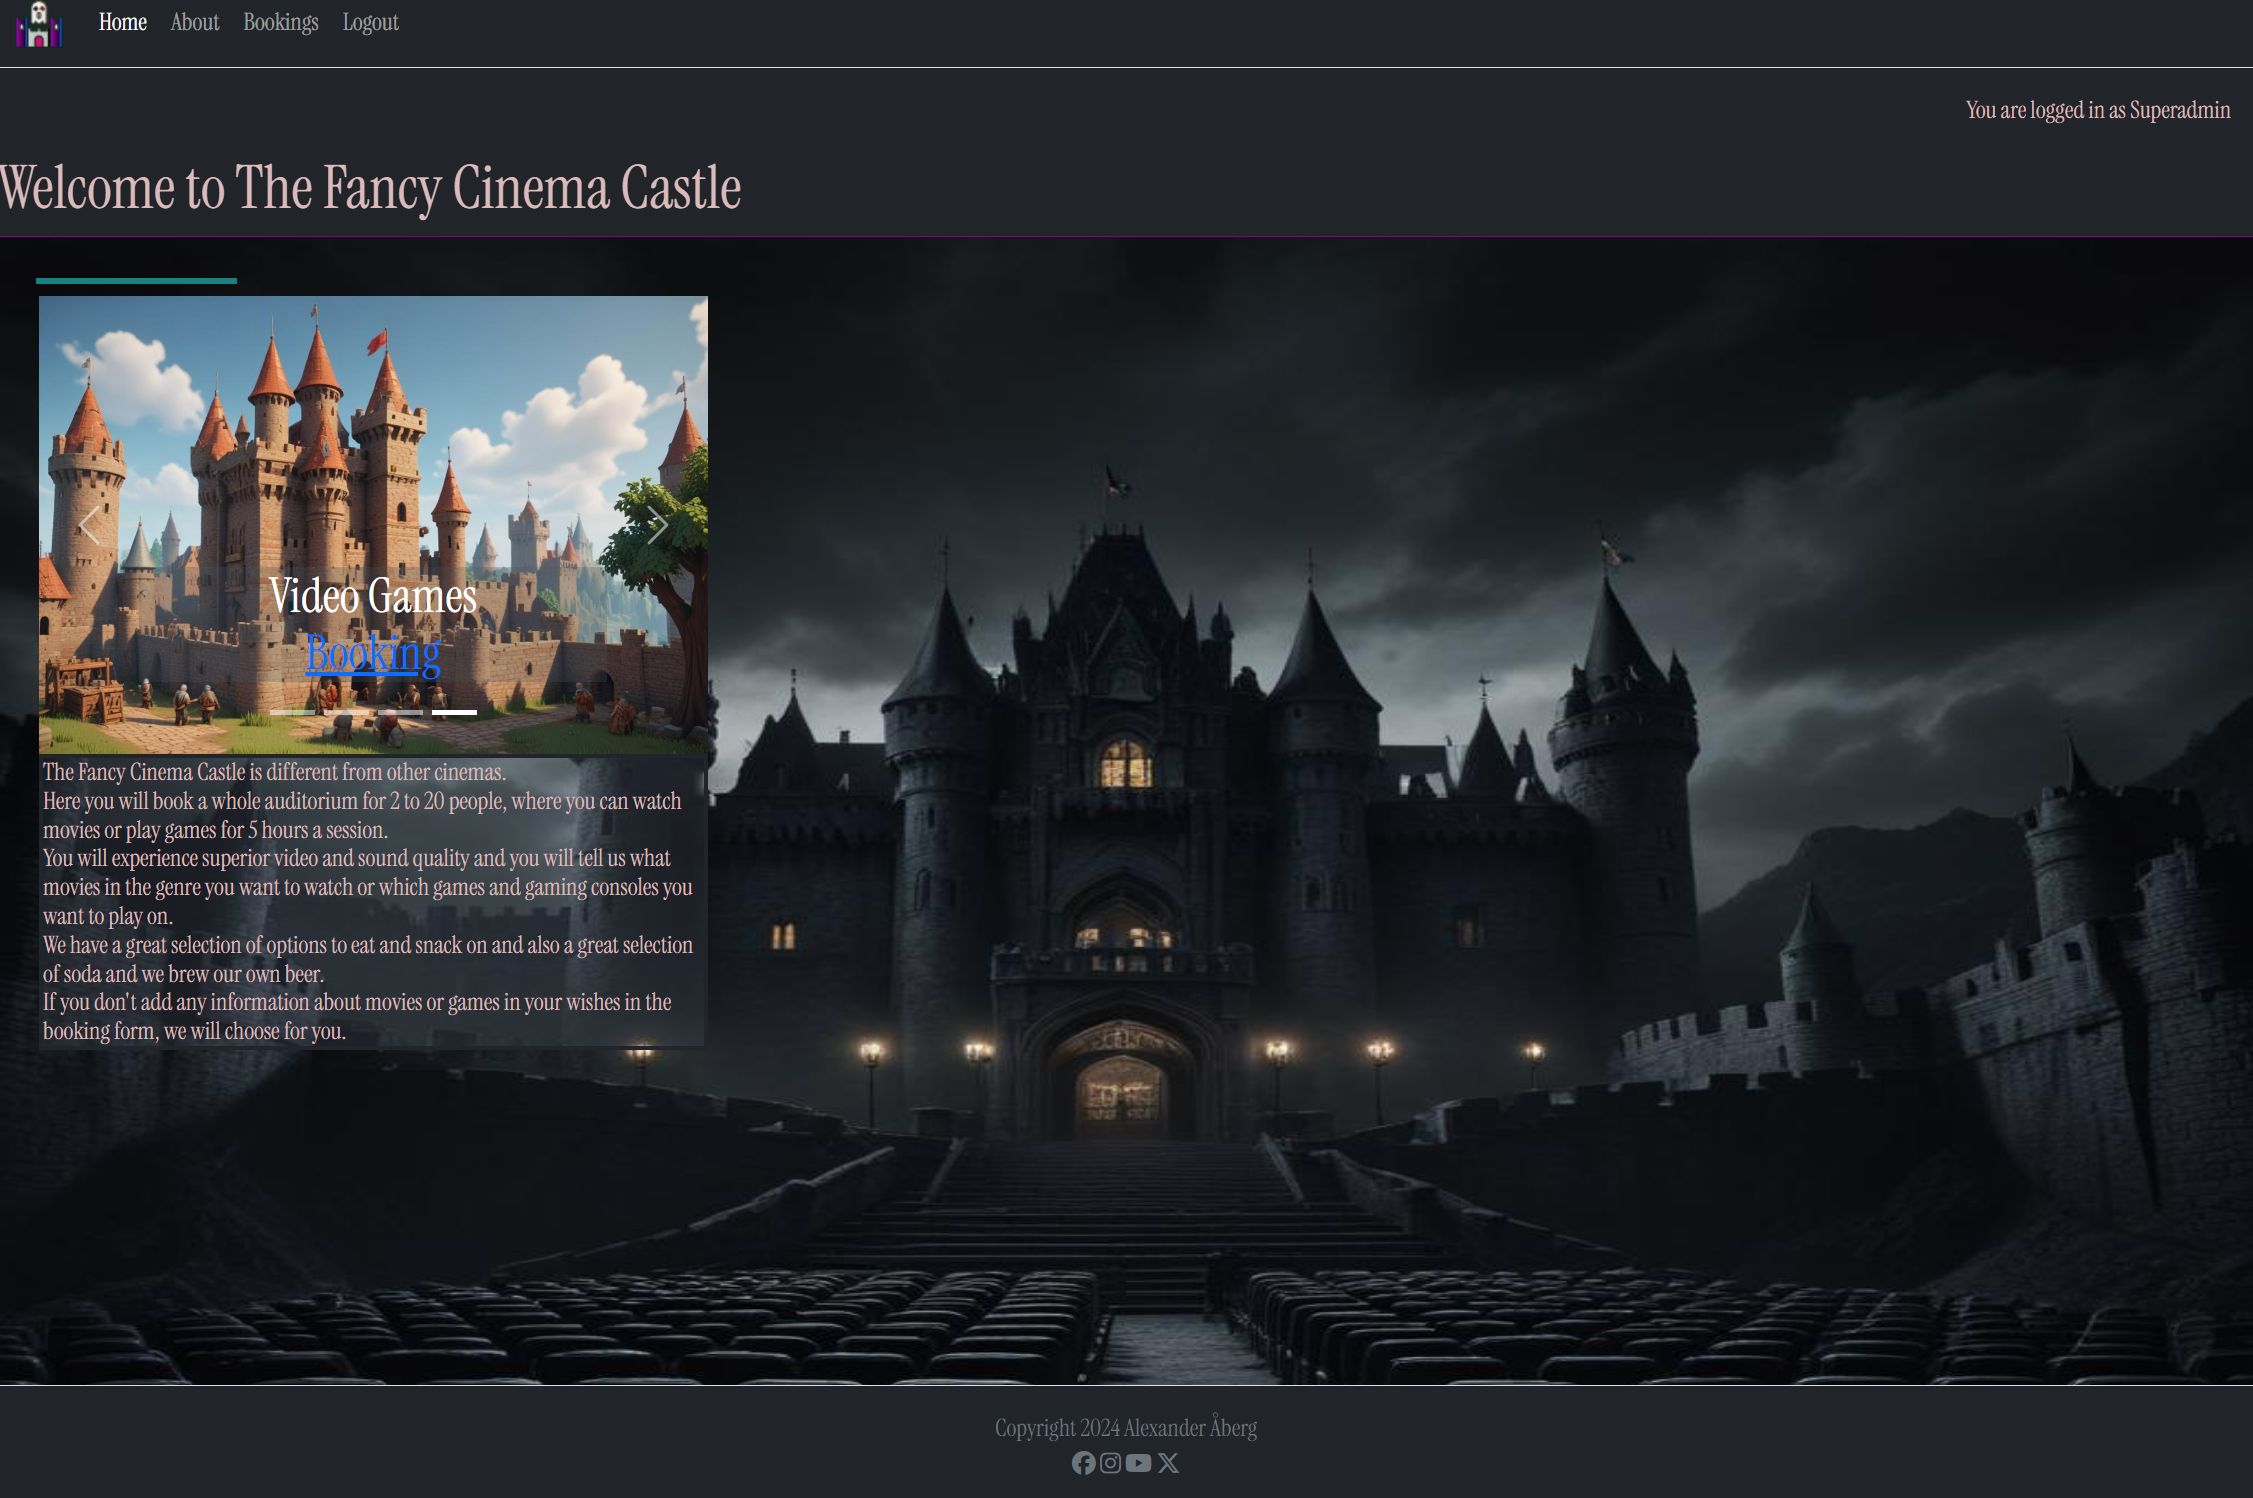 Home About Bookings Logout
You are logged in as Superadmin
Welcome to The Fancy Cinema Castle
Video Games
Booking
The Fancy Cinema Castle is different from other cinemas.
Here you will book a whole auditorium for 2 to 20 people, where you can watch
movies or play games for 5 hours a session.
You will experience superior video and sound quality and you will tell us what
movies in the genre you want to watch or which games and gaming consoles you
want to play on.
We have a great selection of options to eat and snack on and also a great selection
of soda and we brew our own beer.
If you don't add any information about movies or games in your wishes in the
booking form, we will choose for you.
Copyright 2024 Alexander Åberg